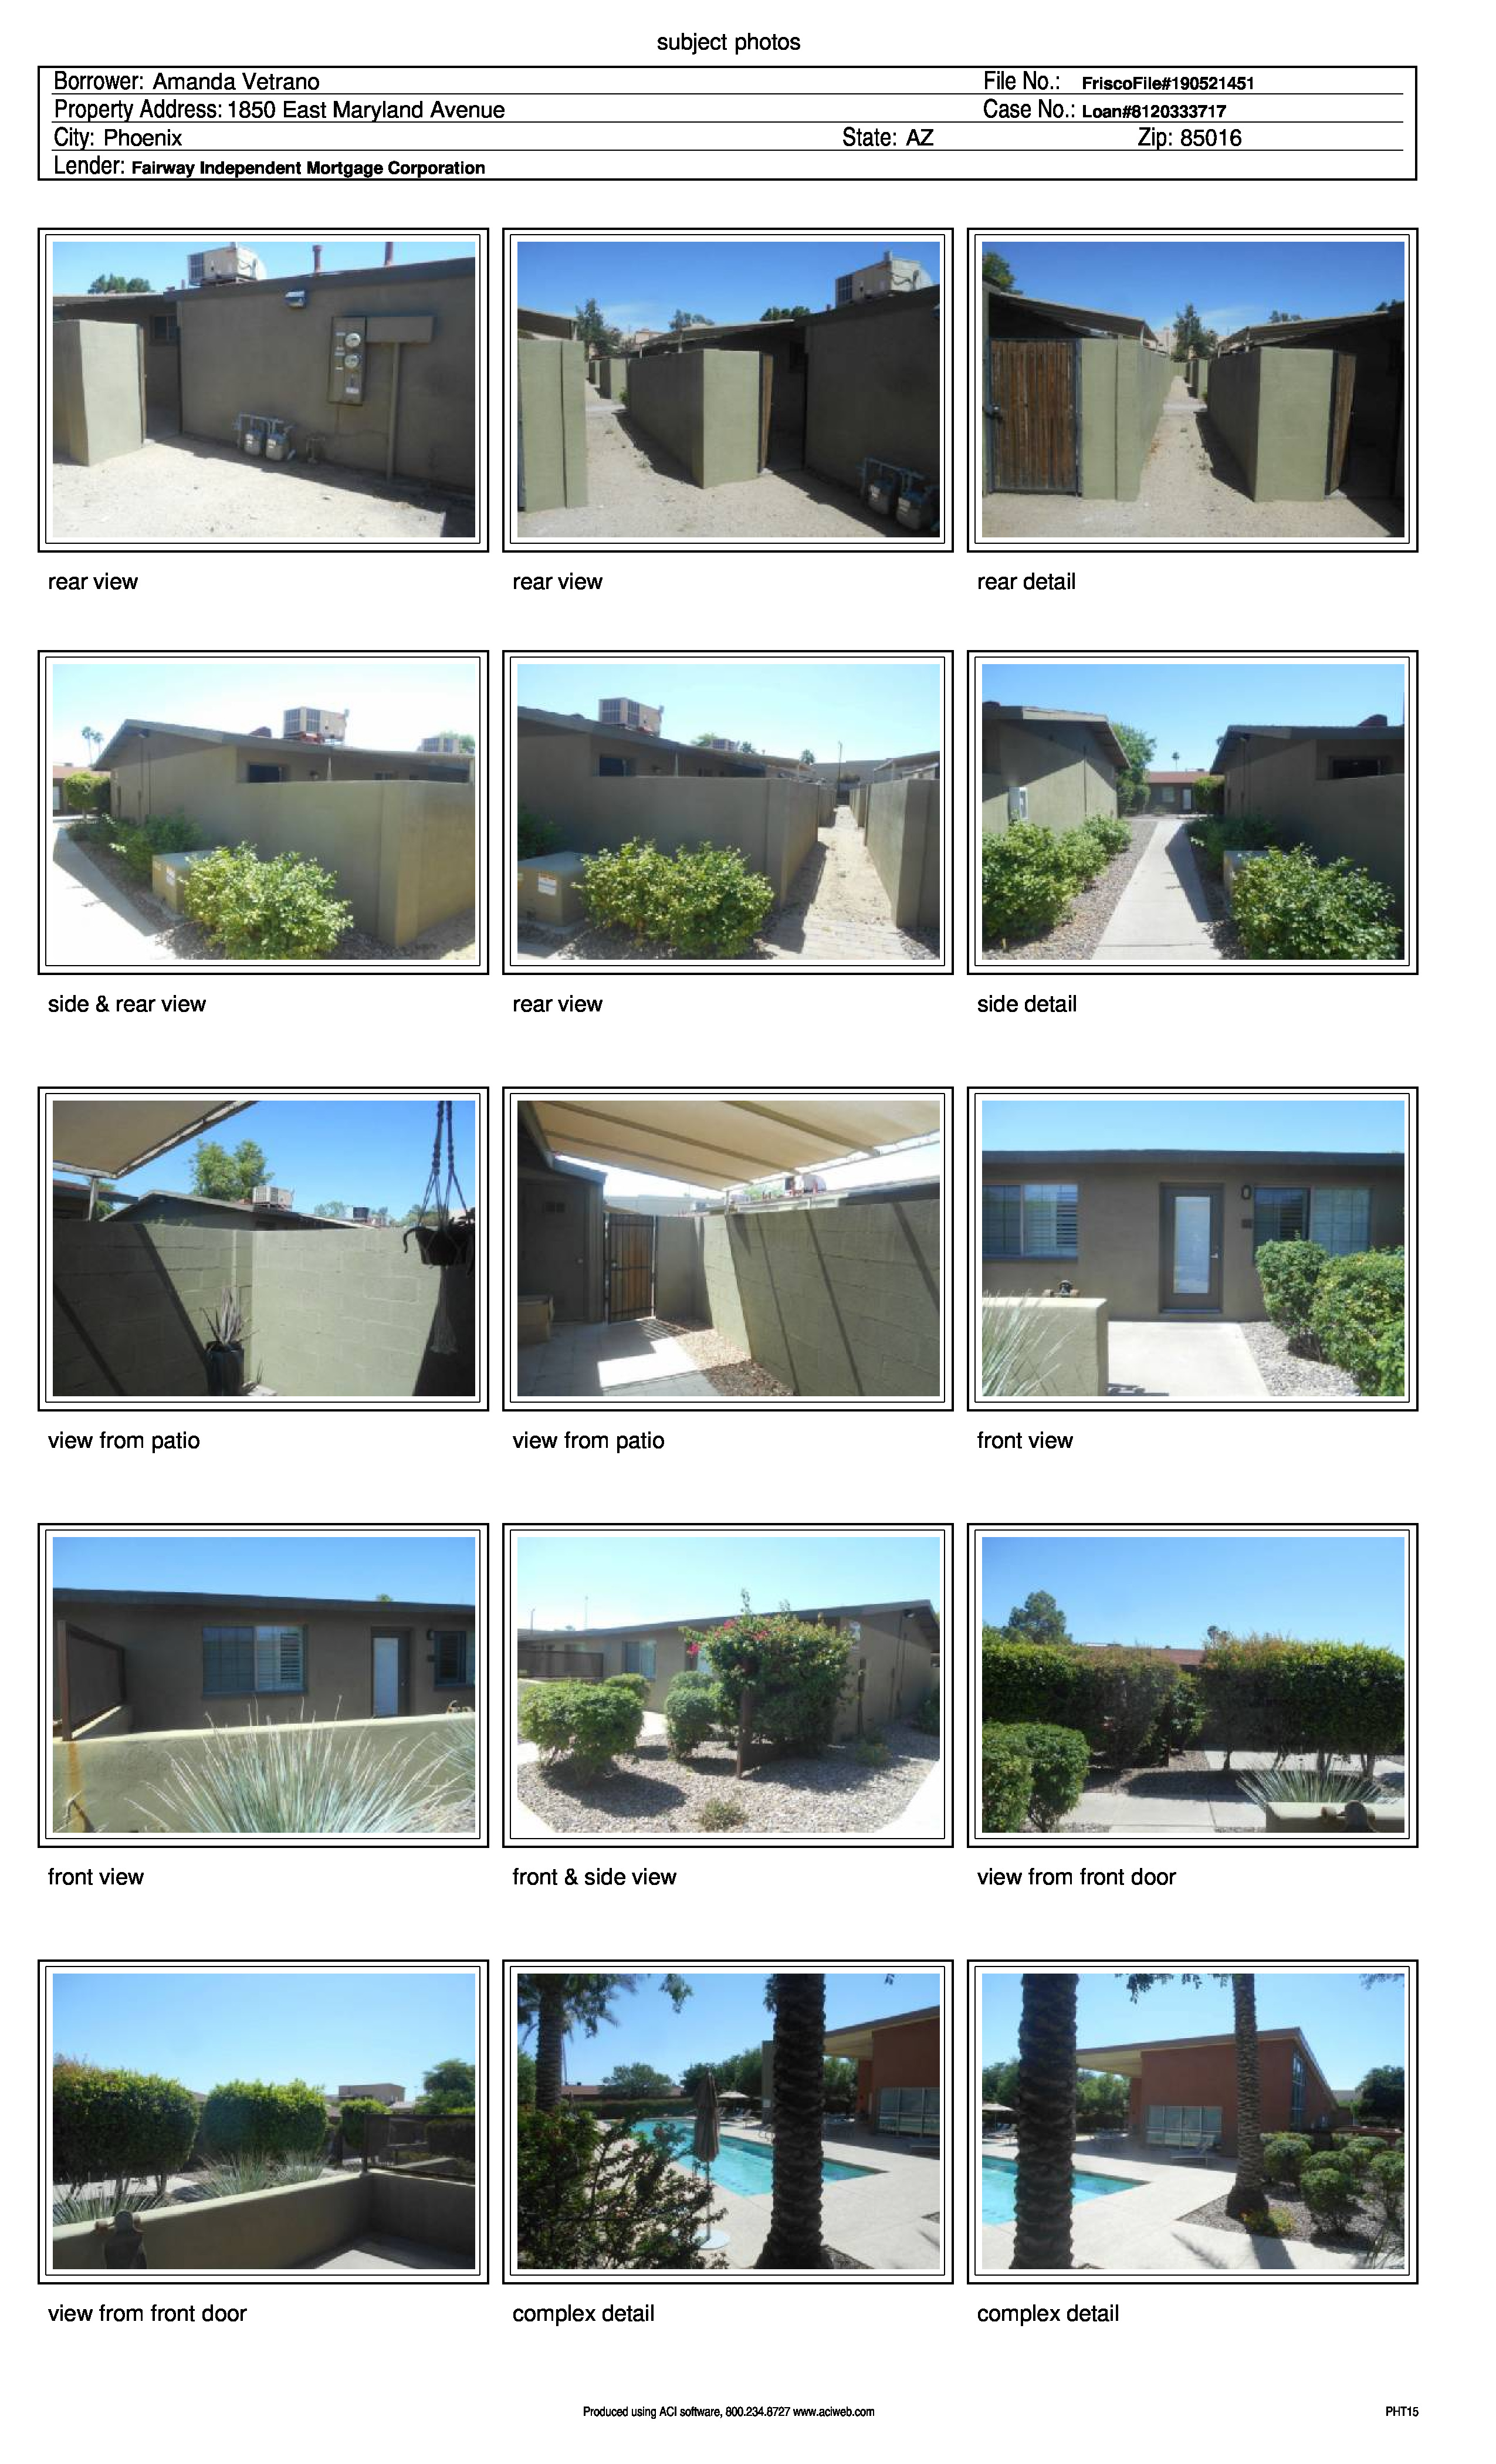 subject photos
Borrower: Amanda Vetrano File No.: FriscoFile#190521451
Property Address: 1850 East Maryland Avenue Case No.: Loan#8120333717
City: Phoenix State: AZ Zip: 85016
Lender: Fairway Independent Mortgage Corporation
rear view rear view rear detail
side & rear view rear view side detail
view from patio view from patio front view
front view front & side view view from front door
view from front door complex detail complex detail
Produced using ACI software, 800.234.8727 www.aciweb.com PHT15